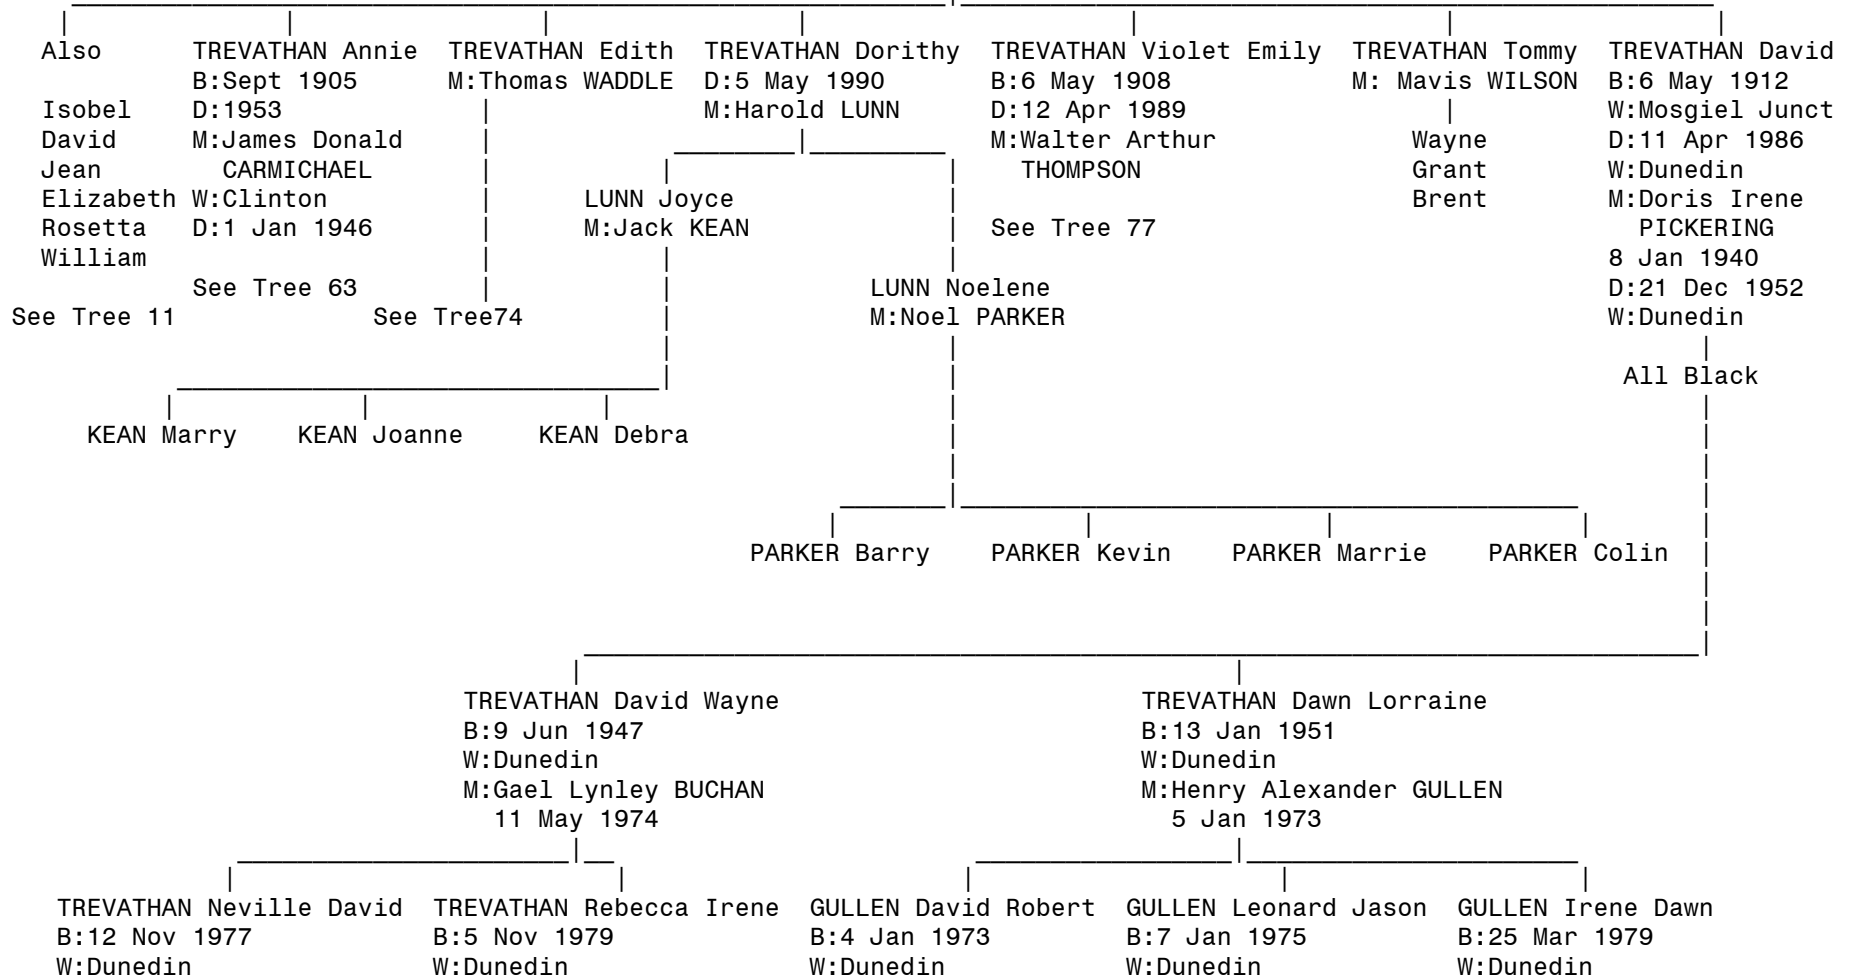 Also TREVATHAN Annie TREVATHAN Edith TREVATHAN Dorithy TREVATHAN Violet Emily TREVATHAN Tommy TREVATHAN David
B:Sept 1905 M:Thomas WADDLE D:5 May 1990 B:6 May 1908 M: Mavis WILSON B:6 May 1912
Isobel D:1953 M:Harold LUNN D:12 Apr 1989 W:Mosgiel Junct
David M:James Donald M:Walter Arthur Wayne D:11 Apr 1986
Jean CARMICHAEL THOMPSON Grant W:Dunedin
Elizabeth W:Clinton LUNN Joyce Brent M:Doris Irene
Rosetta D:1 Jan 1946 M:Jack KEAN See Tree 77 PICKERING
William 8 Jan 1940
See Tree 63 LUNN Noelene D:21 Dec 1952
See Tree 11 See Tree74 M:Noel PARKER W:Dunedin
All Black
KEAN Marry KEAN Joanne KEAN Debra
PARKER Barry PARKER Kevin PARKER Marrie PARKER Colin
TREVATHAN David Wayne TREVATHAN Dawn Lorraine
B:9 Jun 1947 B:13 Jan 1951
W:Dunedin W:Dunedin
M:Gael Lynley BUCHAN M:Henry Alexander GULLEN
11 May 1974 5 Jan 1973
TREVATHAN Neville David TREVATHAN Rebecca Irene GULLEN David Robert GULLEN Leonard Jason GULLEN Irene Dawn
B:12 Nov 1977 B:5 Nov 1979 B:4 Jan 1973 B:7 Jan 1975 B:25 Mar 1979
W:Dunedin W:Dunedin W:Dunedin W:Dunedin W:Dunedin